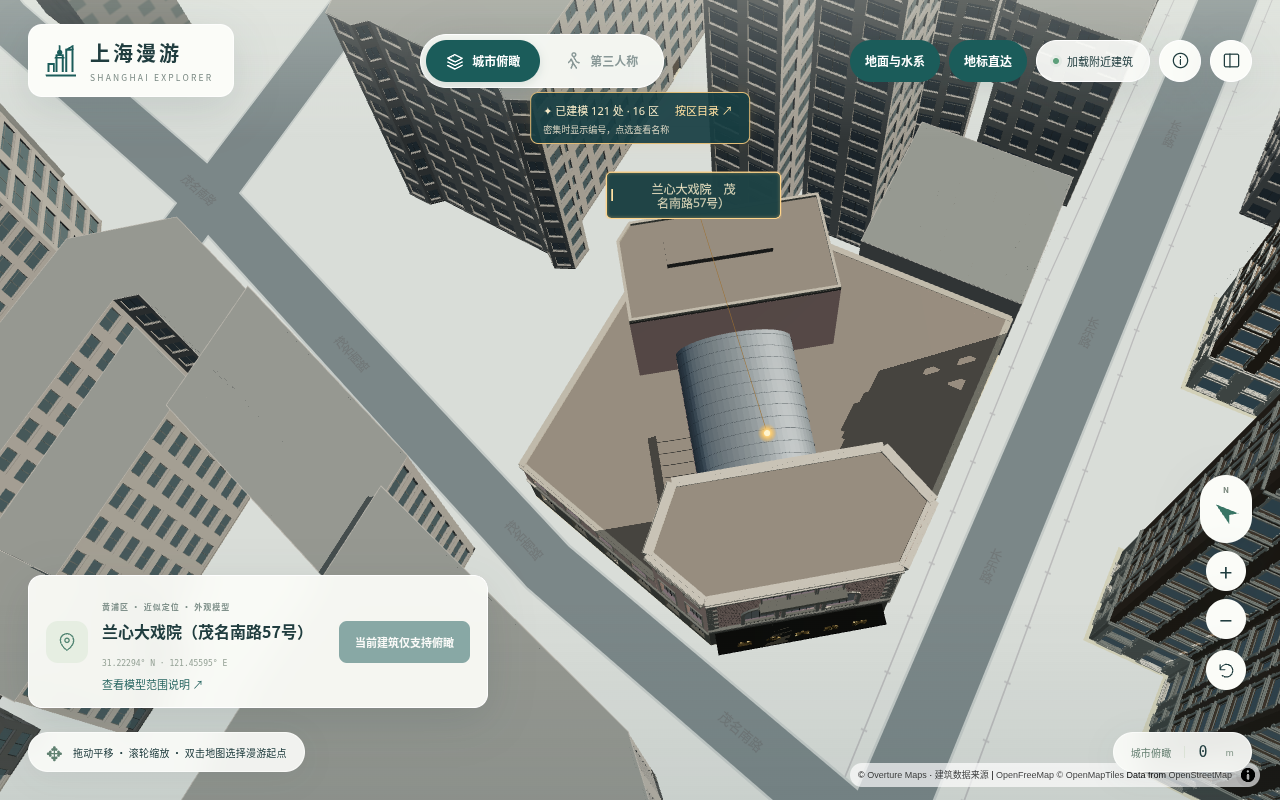 上海漫游
SHANGHAI EXPLORER
城市俯瞰
第三人称
地面与水系
地标直达
加载附近建筑
✦ 已建模 121 处 · 16 区 按区目录 ↗
密集时显示编号，点选查看名称
兰心大戏院 茂
名南路57号）
茂名南路
N
黄浦区 · 近似定位 · 外观模型
兰心大戏院（茂名南路57号）
当前建筑仅支持俯瞰
31.22294° N · 121.45595° E
查看模型范围说明 ↗
茂名南路
拖动平移 · 滚轮缩放 · 双击地图选择漫游起点
城市俯瞰 0 m
© Overture Maps · 建筑数据来源 | OpenFreeMap © OpenMapTiles Data from OpenStreetMap